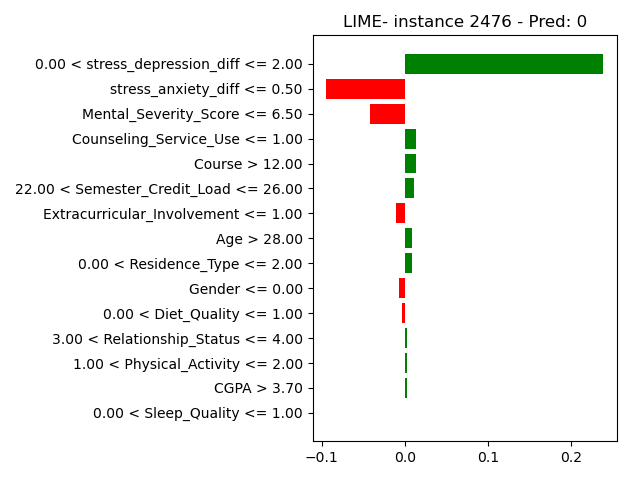 LIME- instance 2476 - Pred: 0
0.00 < stress_depression_diff <= 2.00
stress_anxiety_diff <= 0.50
Mental_Severity_Score <= 6.50
Counseling_Service_Use <= 1.00
Course > 12.00
22.00 < Semester_Credit_Load <= 26.00
Extracurricular_Involvement <= 1.00
Age > 28.00
0.00 < Residence_Type <= 2.00
Gender <= 0.00
0.00 < Diet_Quality <= 1.00
3.00 < Relationship_Status <= 4.00
1.00 < Physical_Activity <= 2.00
CGPA > 3.70
0.00 < Sleep_Quality <= 1.00
−0.1 0.0 0.1 0.2